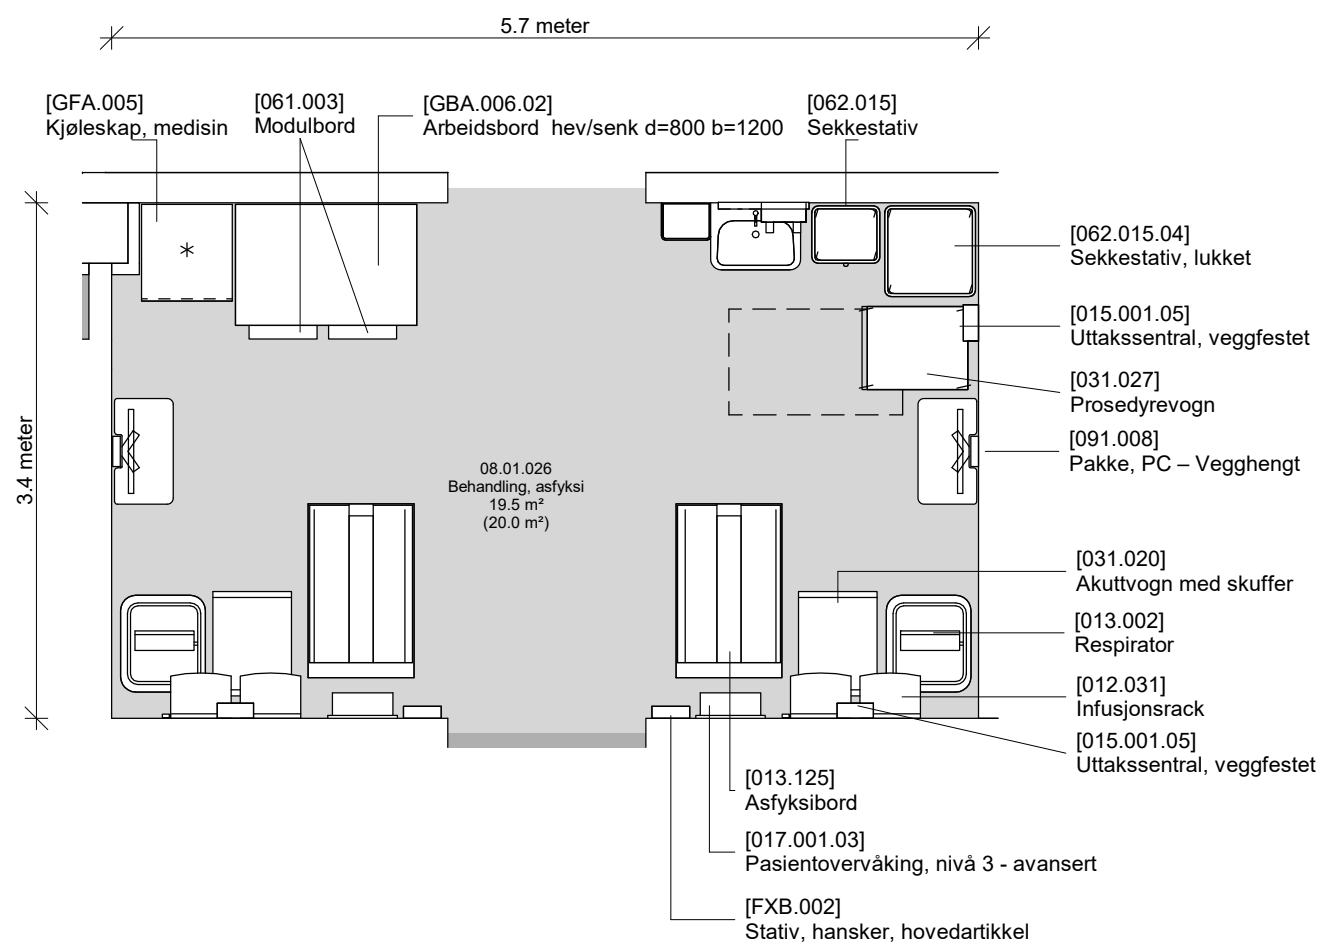 5.7 meter
[GFA.005]
Kjøleskap, medisin
[061.003]
Modulbord
[GBA.006.02]
Arbeidsbord  hev/senk d=800 b=1200
[062.015]
Sekkestativ
[062.015.04]
Sekkestativ, lukket
[015.001.05]
Uttakssentral, veggfestet
[031.027]
Prosedyrevogn
[091.008]
Pakke, PC – Vegghengt
3.4 meter
08.01.026
Behandling, asfyksi
19.5 m²
(20.0 m²)
[031.020]
Akuttvogn med skuffer
[013.002]
Respirator
[012.031]
Infusjonsrack
[015.001.05]
Uttakssentral, veggfestet
[013.125]
Asfyksibord
[017.001.03]
Pasientovervåking, nivå 3 - avansert
[FXB.002]
Stativ, hansker, hovedartikkel